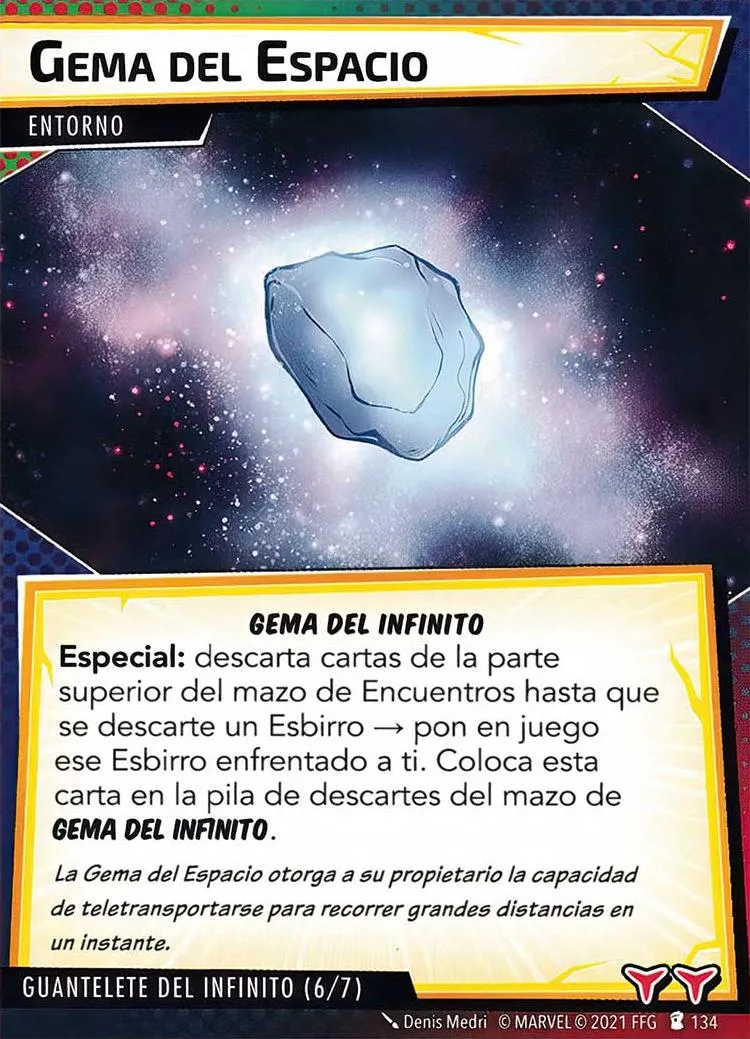 GEMA DEL ESPACIO
ENTORNO
GEMA DEL INFINITO
Especial: descarta cartas de la parte
superior del mazo de Encuentros hasta que
se descarte un Esbirro → pon en juego
ese Esbirro enfrentado a ti. Coloca esta
carta en la pila de descartes del mazo de
GEMA DEL INFINITO.
La Gema del Espacio otorga a su propietario la capacidad
de teletransportarse para recorrer grandes distancias en
un instante.
GUANTELETE DEL INFINITO (6/7)
Denis Medri © MARVEL © 2021 FFG 134